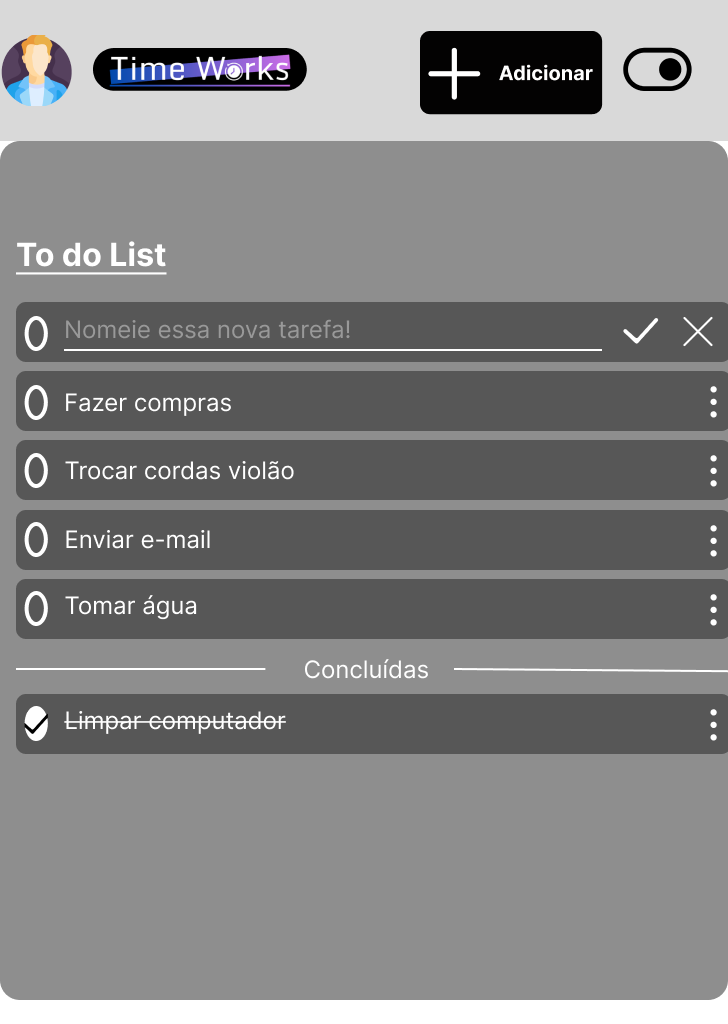 Time Works
Adicionar
To do List
Nomeie essa nova tarefa!
Fazer compras
Trocar cordas violão
Enviar e-mail
Tomar água
Concluídas
Limpar computador